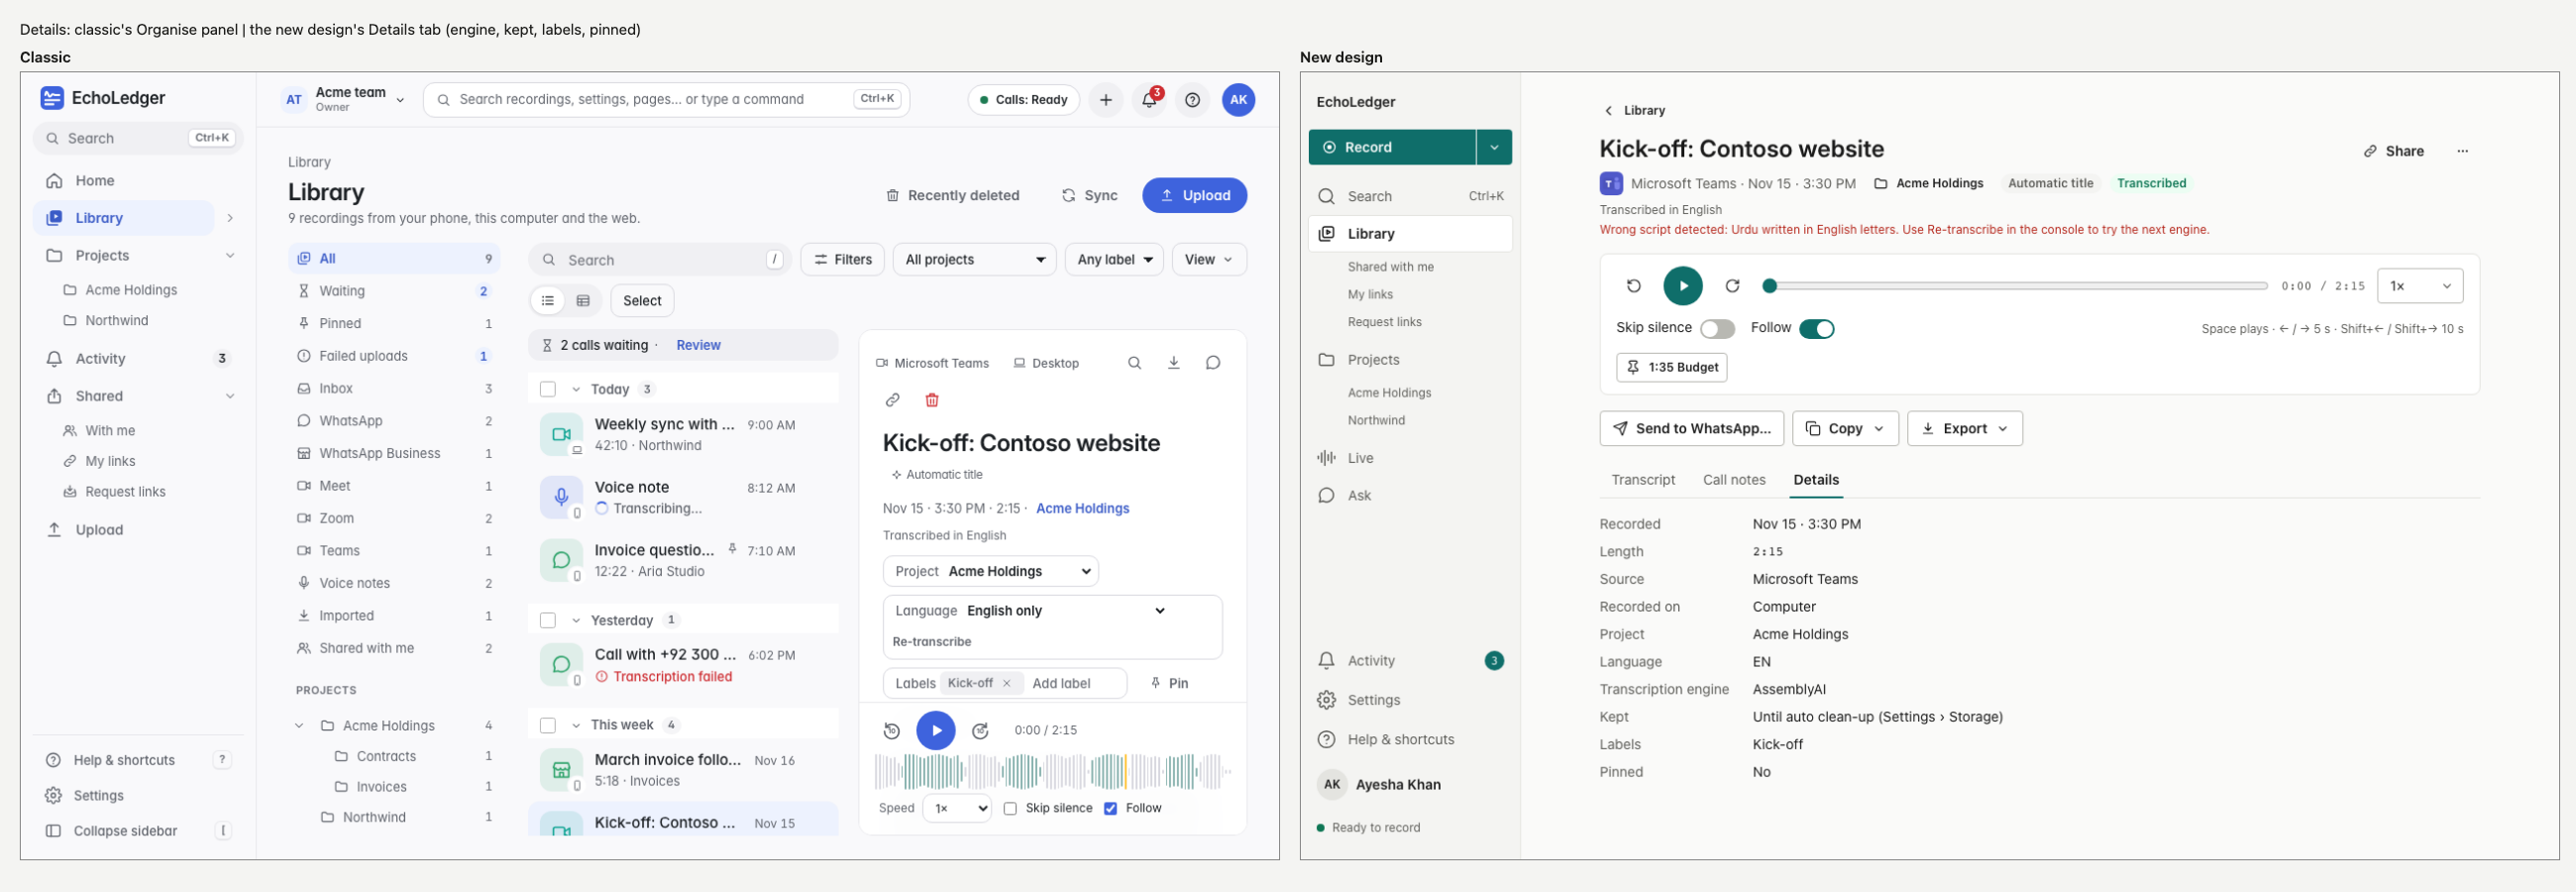 Details: classic's Organise panel | the new design's Details tab (engine, kept, labels, pinned)
Classic
EchoLedger
Search Ctrl+K
Home
Library
Projects
Acme Holdings
Northwind
Activity 3
Shared
With me
My links
Request links
Upload
Help & shortcuts ?
Settings
Collapse sidebar [
AT Acme team
Owner
Search recordings, settings, pages... or type a command Ctrl+K
Calls: Ready
3
AK
Library
Library
9 recordings from your phone, this computer and the web.
Recently deleted
Sync
Upload
All 9
Waiting 2
Pinned 1
Failed uploads 1
Inbox 3
WhatsApp 2
WhatsApp Business 1
Meet 1
Zoom 2
Teams 1
Voice notes 2
Imported 1
Shared with me 2
PROJECTS
Acme Holdings 4
Contracts 1
Invoices 1
Northwind 1
Search /
Filters
All projects
Any label
View
Select
2 calls waiting · Review
Today 3
Weekly sync with ... 9:00 AM
42:10 · Northwind
Voice note 8:12 AM
Transcribing...
Invoice questio... 7:10 AM
12:22 · Aria Studio
Yesterday 1
Call with +92 300 ... 6:02 PM
Transcription failed
This week 4
March invoice follo... Nov 16
5:18 · Invoices
Kick-off: Contoso ... Nov 15
Microsoft Teams Desktop
Kick-off: Contoso website
Automatic title
Nov 15 · 3:30 PM · 2:15 · Acme Holdings
Transcribed in English
Project Acme Holdings
Language English only
Re-transcribe
Labels Kick-off × Add label
Pin
10 10 0:00 / 2:15
Speed 1× Skip silence Follow
New design
EchoLedger
Record
Search Ctrl+K
Library
Shared with me
My links
Request links
Projects
Acme Holdings
Northwind
Live
Ask
Activity 3
Settings
Help & shortcuts
AK Ayesha Khan
Ready to record
Library
Kick-off: Contoso website
Share ...
T Microsoft Teams · Nov 15 · 3:30 PM Acme Holdings Automatic title Transcribed
Transcribed in English
Wrong script detected: Urdu written in English letters. Use Re-transcribe in the console to try the next engine.
0:00 / 2:15 1×
Skip silence Follow Space plays · ← / → 5 s · Shift+← / Shift+→ 10 s
1:35 Budget
Send to WhatsApp... Copy Export
Transcript Call notes Details
Recorded Nov 15 · 3:30 PM
Length 2:15
Source Microsoft Teams
Recorded on Computer
Project Acme Holdings
Language EN
Transcription engine AssemblyAI
Kept Until auto clean-up (Settings › Storage)
Labels Kick-off
Pinned No